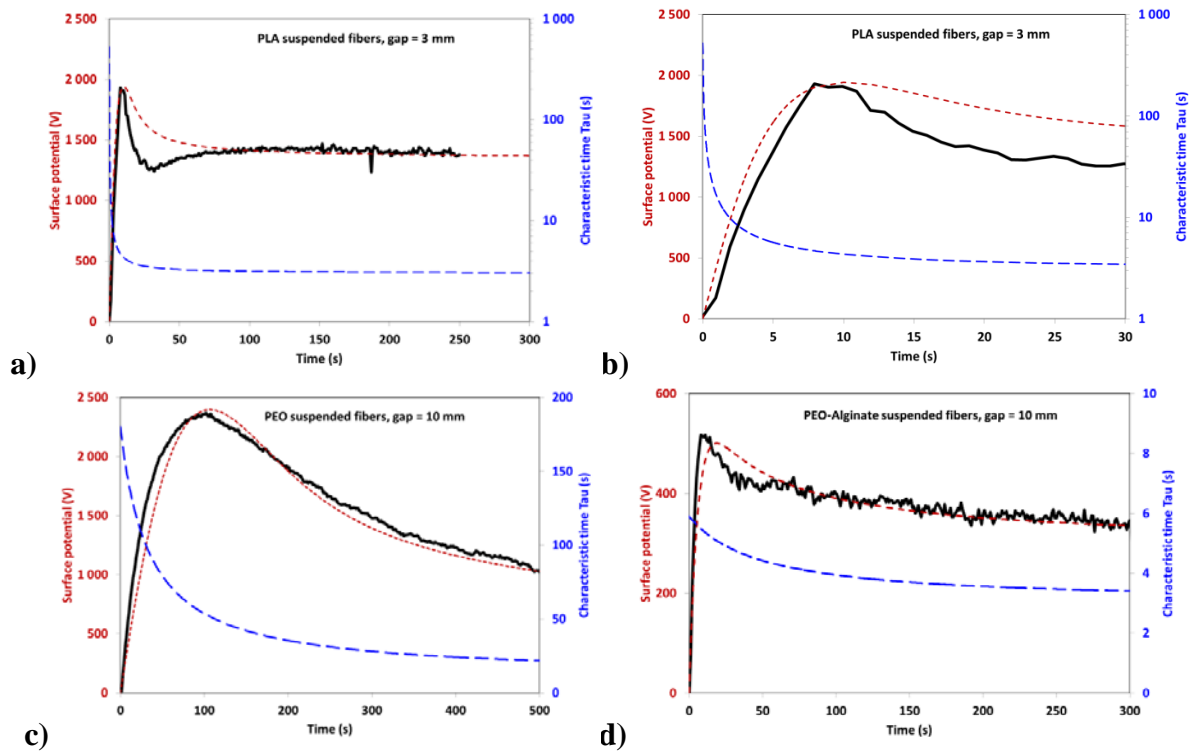 PLA suspended fibers, gap = 3 mm
Surface potential (V)
2 500
2 000
1 500
1 000
500
0
Characteristic time Tau (s)
1 000
100
10
1
0 50 100 150 200 250 300
Time (s)
a)
PLA suspended fibers, gap = 3 mm
Surface potential (V)
2 500
2 000
1 500
1 000
500
0
Characteristic time Tau (s)
1 000
100
10
1
0 5 10 15 20 25 30
Time (s)
b)
PEO suspended fibers, gap = 10 mm
Surface potential (V)
2 500
2 000
1 500
1 000
500
0
Characteristic time Tau (s)
200
150
100
50
0
0 100 200 300 400 500
Time (s)
c)
PEO-Alginate suspended fibers, gap = 10 mm
Surface potential (V)
600
400
200
0
Characteristic time Tau (s)
10
8
6
4
2
0
0 50 100 150 200 250 300
Time (s)
d)